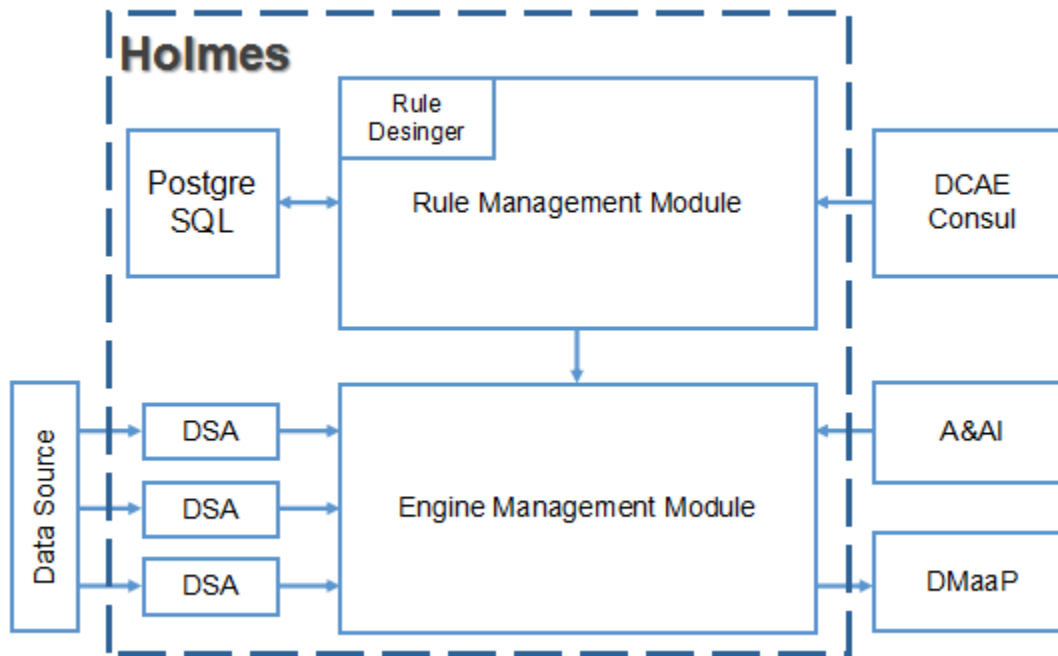 Holmes
Rule
Desinger
Postgre
SQL
Rule Management Module
DCAE
Consul
Data Source
DSA
DSA
DSA
Engine Management Module
A&AI
DMaaP